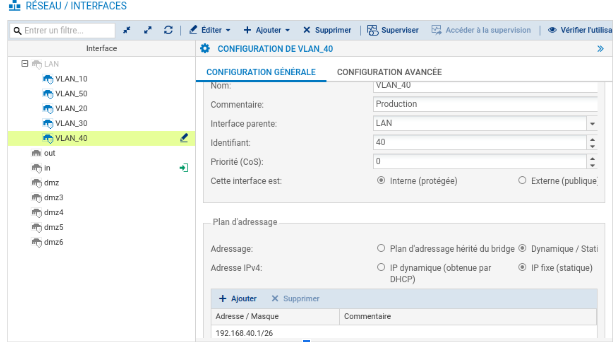 RÉSEAU / INTERFACES
Entrer un filtre...
Éditer
Ajouter
Supprimer
Superviser
Accéder à la supervision
Vérifier l'utilisa
Interface
CONFIGURATION DE VLAN_40
LAN
VLAN_10
VLAN_50
VLAN_20
VLAN_30
VLAN_40
out
in
dmz
dmz3
dmz4
dmz5
dmz6
CONFIGURATION GÉNÉRALE
CONFIGURATION AVANCÉE
Nom: VLAN_40
Commentaire: Production
Interface parente: LAN
Identifiant: 40
Priorité (CoS): 0
Cette interface est: Interne (protégée) Externe (publique)
Plan d'adressage
Adressage: Plan d'adressage hérité du bridge Dynamique / Stati
Adresse IPv4: IP dynamique (obtenue par DHCP) IP fixe (statique)
Ajouter Supprimer
Adresse / Masque Commentaire
192.168.40.1/26